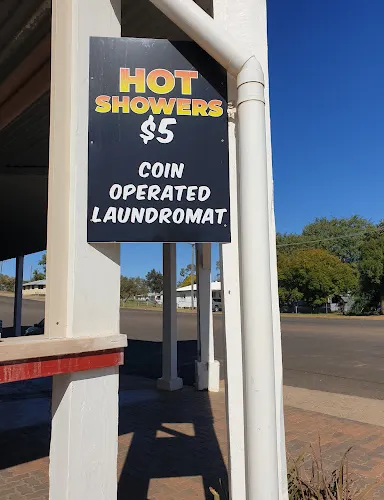 HOT
SHOWERS
$5
COIN
OPERATED
LAUNDROMAT